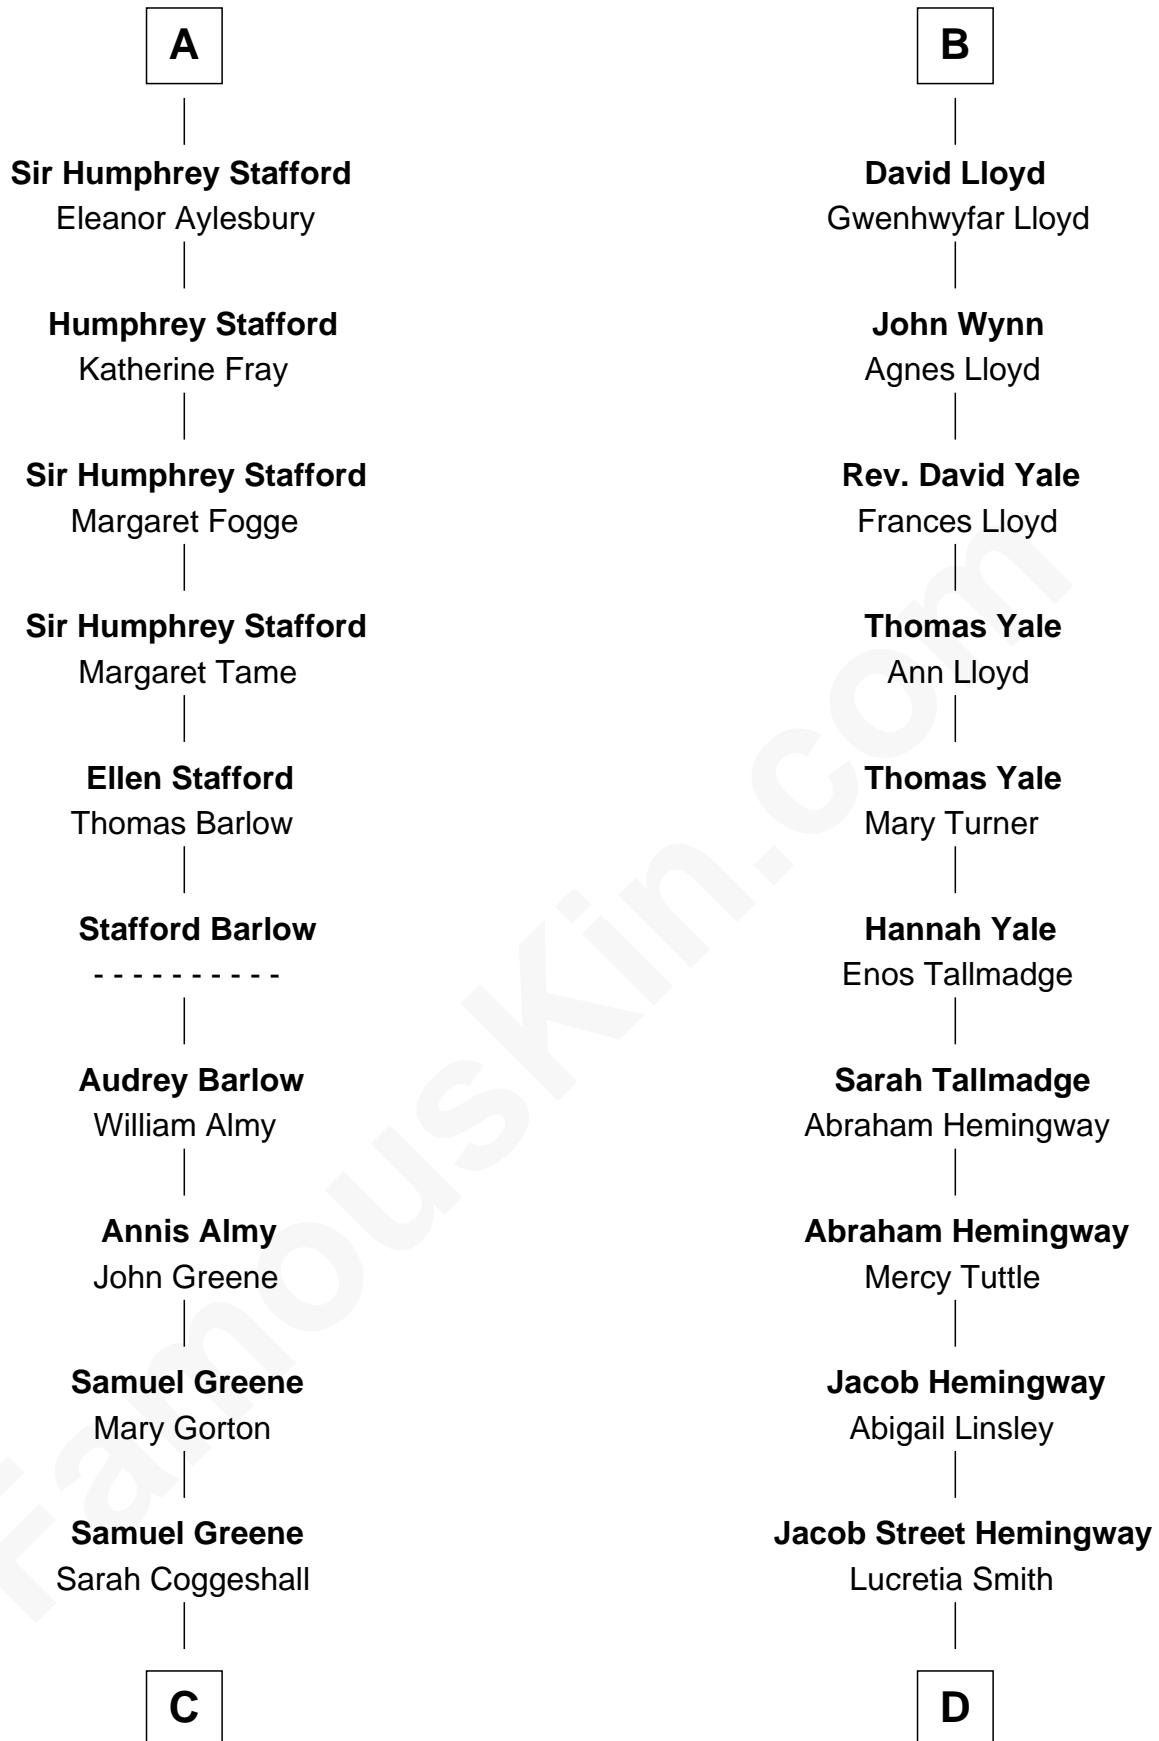 A
Sir Humphrey Stafford
Eleanor Aylesbury
Humphrey Stafford
Katherine Fray
Sir Humphrey Stafford
Margaret Fogge
Sir Humphrey Stafford
Margaret Tame
Ellen Stafford
Thomas Barlow
Stafford Barlow
- - - - - - - - - -
Audrey Barlow
William Almy
Annis Almy
John Greene
Samuel Greene
Mary Gorton
Samuel Greene
Sarah Coggeshall
C
B
David Lloyd
Gwenhwyfar Lloyd
John Wynn
Agnes Lloyd
Rev. David Yale
Frances Lloyd
Thomas Yale
Ann Lloyd
Thomas Yale
Mary Turner
Hannah Yale
Enos Tallmadge
Sarah Tallmadge
Abraham Hemingway
Abraham Hemingway
Mercy Tuttle
Jacob Hemingway
Abigail Linsley
Jacob Street Hemingway
Lucretia Smith
D
FamousKin.com